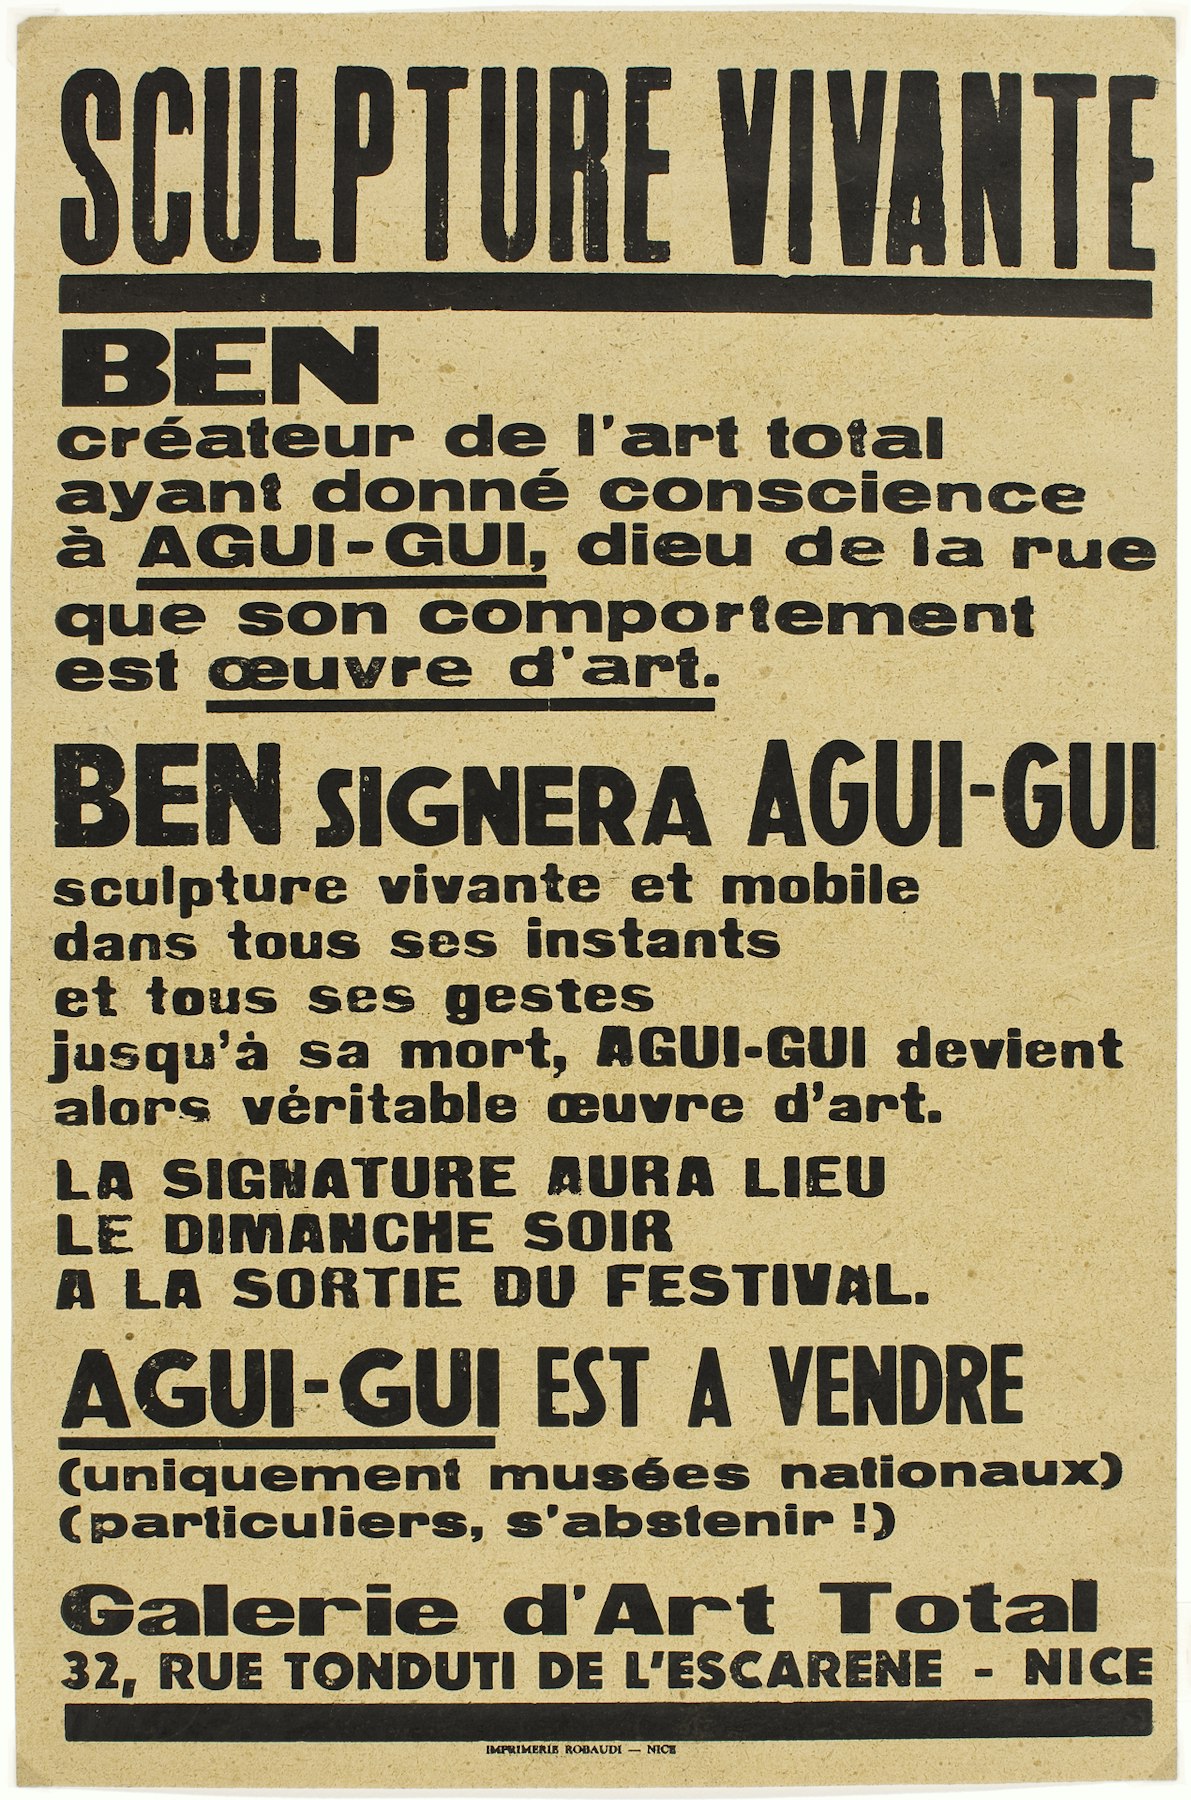 SCULPTURE VIVANTE
BEN
créateur de l'art total
ayant donné conscience
à AGUI-GUI, dieu de la rue
que son comportement
est œuvre d'art.
BEN SIGNERA AGUI-GUI
sculpture vivante et mobile
dans tous ses instants
et tous ses gestes
jusqu'à sa mort, AGUI-GUI devient
alors véritable œuvre d'art.
LA SIGNATURE AURA LIEU
LE DIMANCHE SOIR
A LA SORTIE DU FESTIVAL.
AGUI-GUI EST A VENDRE
(uniquement musées nationaux)
(particuliers, s'abstenir !)
Galerie d'Art Total
32, RUE TONDUTI DE L'ESCARENE - NICE
IMPRIMERIE ROBAUDI — NICE